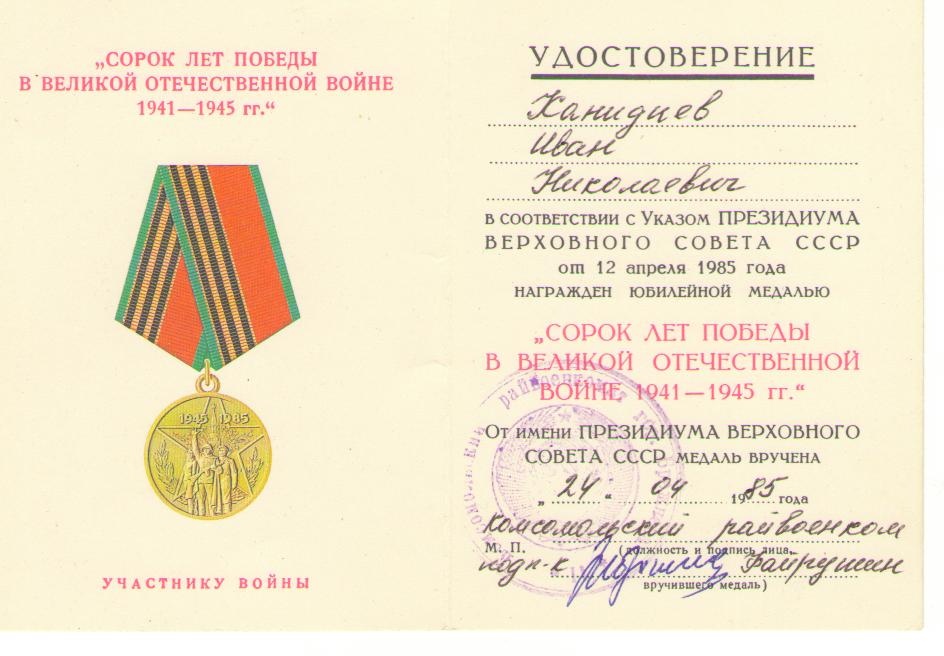 „СОРОК ЛЕТ ПОБЕДЫ
В ВЕЛИКОЙ ОТЕЧЕСТВЕННОЙ ВОЙНЕ
1941—1945 гг.“
1945 1985
УЧАСТНИКУ ВОЙНЫ
УДОСТОВЕРЕНИЕ
Ханидиев
Иван
Николаевич
В СООТВЕТСТВИИ С УКАЗОМ ПРЕЗИДИУМА
ВЕРХОВНОГО СОВЕТА СССР
от 12 апреля 1985 года
НАГРАЖДЕН ЮБИЛЕЙНОЙ МЕДАЛЬЮ
„СОРОК ЛЕТ ПОБЕДЫ
В ВЕЛИКОЙ ОТЕЧЕСТВЕННОЙ
ВОЙНЕ 1941—1945 гг.“
От имени ПРЕЗИДИУМА ВЕРХОВНОГО
СОВЕТА СССР МЕДАЛЬ ВРУЧЕНА
„24“ 04 1985 года
Комсомольский райвоенком
М. П. (должность и подпись лица,
подп-к Файрушин
вручившего медаль)
райвоенкомат